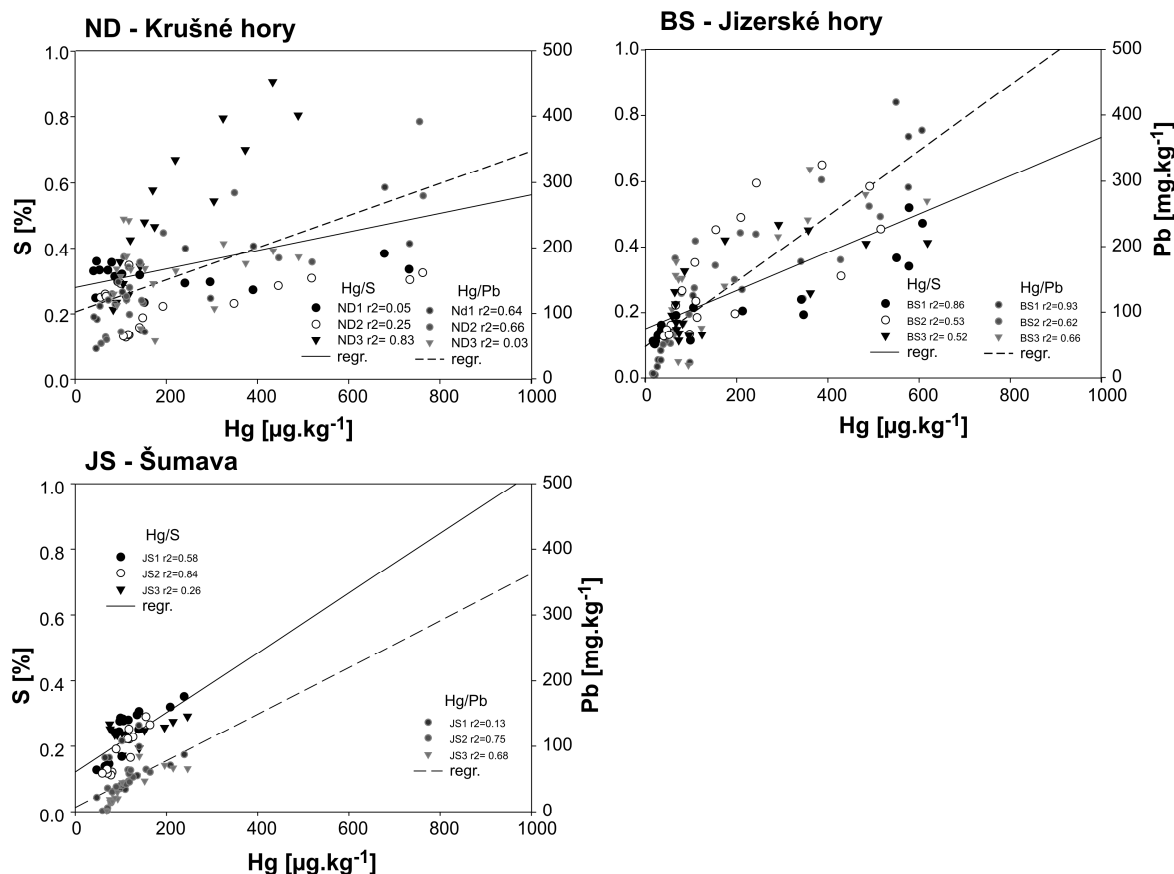 ND - Krušné hory
BS - Jizerské hory
1.0
0.8
0.6
0.4
0.2
0.0
S [%]
500
400
300
200
100
0
0 200 400 600 800 1000
Hg [µg.kg-1]
Hg/S
ND1 r2=0.05
ND2 r2=0.25
ND3 r2= 0.83
regr.
Hg/Pb
Nd1 r2=0.64
ND2 r2=0.66
ND3 r2= 0.03
regr.
1.0
0.8
0.6
0.4
0.2
0.0
500
400
300
200
100
0
Pb [mg.kg-1]
0 200 400 600 800 1000
Hg [µg.kg-1]
Hg/S
BS1 r2=0.86
BS2 r2=0.53
BS3 r2= 0.52
regr.
Hg/Pb
BS1 r2=0.93
BS2 r2=0.62
BS3 r2= 0.66
regr.
JS - Šumava
1.0
0.8
0.6
0.4
0.2
0.0
S [%]
500
400
300
200
100
0
Pb [mg.kg-1]
0 200 400 600 800 1000
Hg [µg.kg-1]
Hg/S
JS1 r2=0.58
JS2 r2=0.84
JS3 r2= 0.26
regr.
Hg/Pb
JS1 r2=0.13
JS2 r2=0.75
JS3 r2= 0.68
regr.